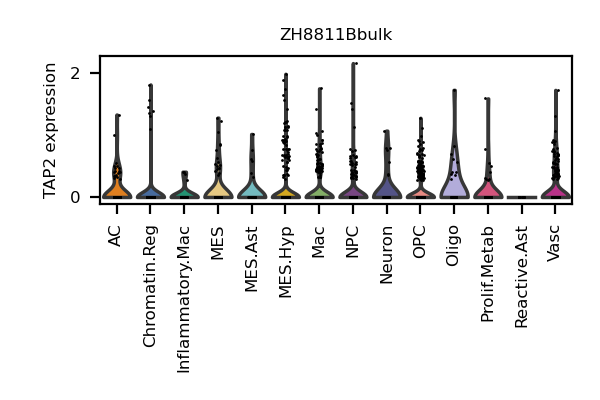 ZH8811Bbulk
TAP2 expression
2
0
AC
Chromatin.Reg
Inflammatory.Mac
MES
MES.Ast
MES.Hyp
Mac
NPC
Neuron
OPC
Oligo
Prolif.Metab
Reactive.Ast
Vasc